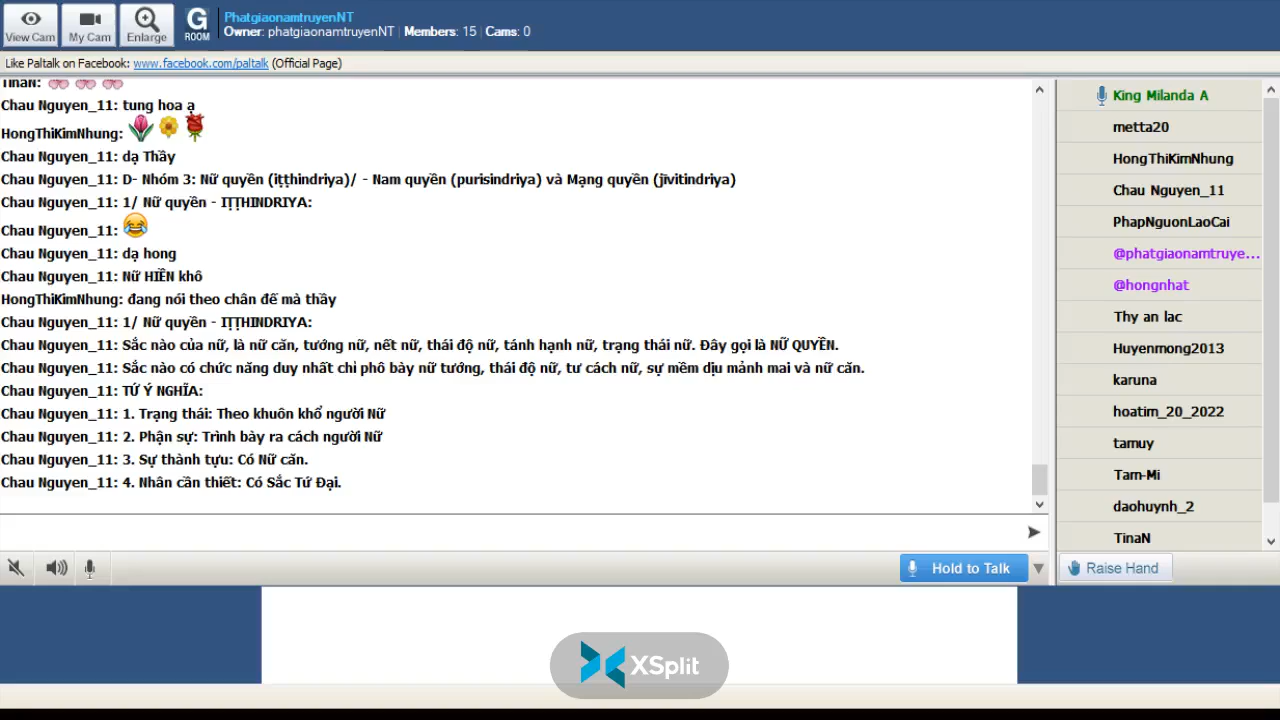 View Cam
My Cam
Enlarge
G
ROOM
PhatgiaonamtruyenNT
Owner: phatgiaonamtruyenNT | Members: 15 | Cams: 0
Like Paltalk on Facebook: www.facebook.com/paltalk (Official Page)
TinaN:
Chau Nguyen_11: tung hoa ạ
HongThiKimNhung:
Chau Nguyen_11: dạ Thầy
Chau Nguyen_11: D- Nhóm 3: Nữ quyền (iṭṭhindriya)/ - Nam quyền (purisindriya) và Mạng quyền (jīvitindriya)
Chau Nguyen_11: 1/ Nữ quyền - IṬṬHINDRIYA:
Chau Nguyen_11:
Chau Nguyen_11: dạ hong
Chau Nguyen_11: Nữ HIỀN khô
HongThiKimNhung: đang nói theo chân đế mà thầy
Chau Nguyen_11: 1/ Nữ quyền - IṬṬHINDRIYA:
Chau Nguyen_11: Sắc nào của nữ, là nữ căn, tướng nữ, nết nữ, thái độ nữ, tánh hạnh nữ, trạng thái nữ. Đây gọi là NỮ QUYỀN.
Chau Nguyen_11: Sắc nào có chức năng duy nhất chỉ phô bày nữ tướng, thái độ nữ, tư cách nữ, sự mềm dịu mảnh mai và nữ căn.
Chau Nguyen_11: TỨ Ý NGHĨA:
Chau Nguyen_11: 1. Trạng thái: Theo khuôn khổ người Nữ
Chau Nguyen_11: 2. Phận sự: Trình bày ra cách người Nữ
Chau Nguyen_11: 3. Sự thành tựu: Có Nữ căn.
Chau Nguyen_11: 4. Nhân cần thiết: Có Sắc Tứ Đại.
King Milanda A
metta20
HongThiKimNhung
Chau Nguyen_11
PhapNguonLaoCai
@phatgiaonamtruye...
@hongnhat
Thy an lac
Huyenmong2013
karuna
hoatim_20_2022
tamuy
Tam-Mi
daohuynh_2
TinaN
Hold to Talk
Raise Hand
XSplit